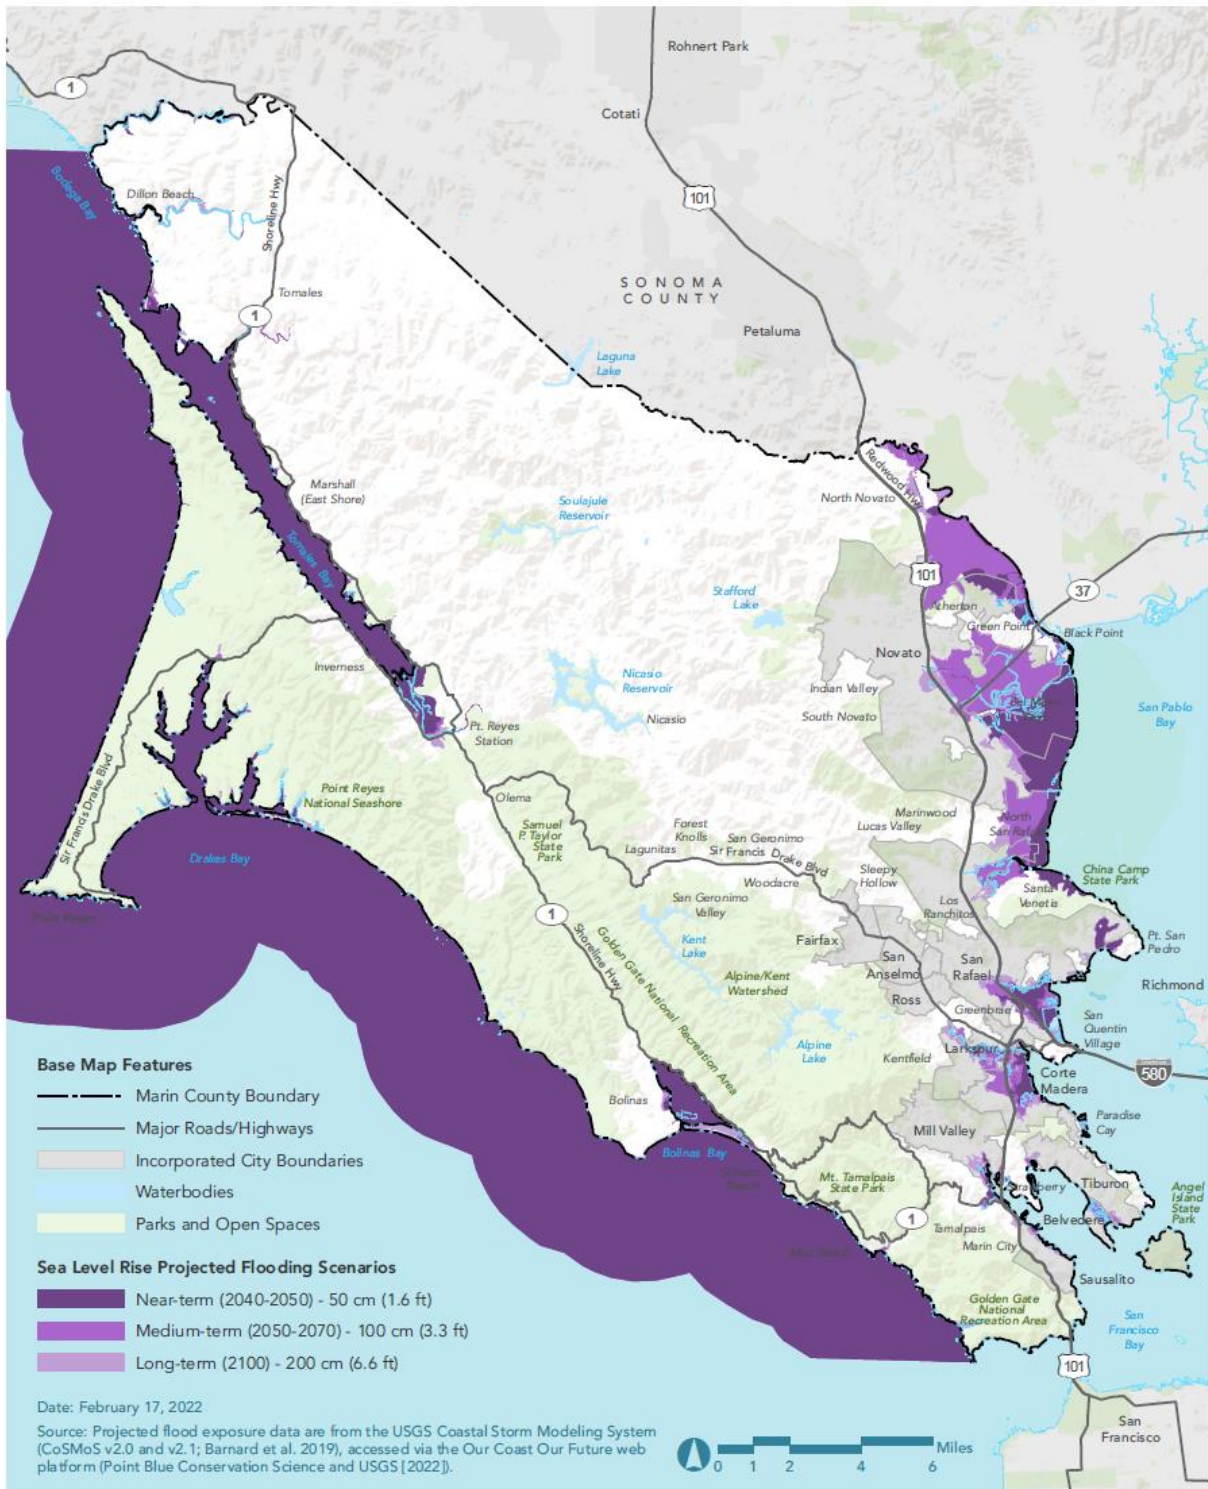 Rohnert Park
1
Cotati
101
Bodega Bay
Dillon Beach
Shoreline Hwy
SONOMA
COUNTY
Tomales
1
Petaluma
Laguna
Lake
Redwood Hwy
Marshall
(East Shore)
Soulajule
Reservoir
North Novato
Tomales Bay
101
37
Stafford
Lake
Atherton
Green Point
Black Point
Novato
Inverness
Nicasio
Reservoir
Indian Valley
South Novato
Nicasio
San Pablo
Bay
Pt. Reyes
Station
Sir Francis Drake Blvd
Point Reyes
National Seashore
Olema
Samuel
P. Taylor
State
Park
Forest
Knolls
Lagunitas
San Geronimo
Sir Francis Drake Blvd
Marinwood
Lucas Valley
North
San Rafael
Drakes Bay
Woodacre
Sleepy
Hollow
China Camp
State Park
Santa
Venetia
San Geronimo
Valley
Los
Ranchitos
Point Reyes
1
Shoreline Hwy
Golden Gate National Recreation Area
Kent
Lake
Fairfax
San
Anselmo
San
Rafael
Pt. San
Pedro
Alpine/Kent
Watershed
Ross
Richmond
Greenbrae
San
Quentin
Village
Alpine
Lake
Kentfield
Larkspur
Corte
Madera
580
Bolinas
Paradise
Cay
Mill Valley
Bolinas Bay
Mt. Tamalpais
State Park
Strawberry
Tiburon
Angel
Island
State
Park
1
Belvedere
Tamalpais
Marin City
Sausalito
Golden Gate
National
Recreation Area
San
Francisco
Bay
101
San
Francisco
Base Map Features
Marin County Boundary
Major Roads/Highways
Incorporated City Boundaries
Waterbodies
Parks and Open Spaces
Sea Level Rise Projected Flooding Scenarios
Near-term (2040-2050) - 50 cm (1.6 ft)
Medium-term (2050-2070) - 100 cm (3.3 ft)
Long-term (2100) - 200 cm (6.6 ft)
Date: February 17, 2022
Source: Projected flood exposure data are from the USGS Coastal Storm Modeling System
(CoSMoS v2.0 and v2.1; Barnard et al. 2019), accessed via the Our Coast Our Future web
platform (Point Blue Conservation Science and USGS [2022]).
0 1 2 4 6
Miles